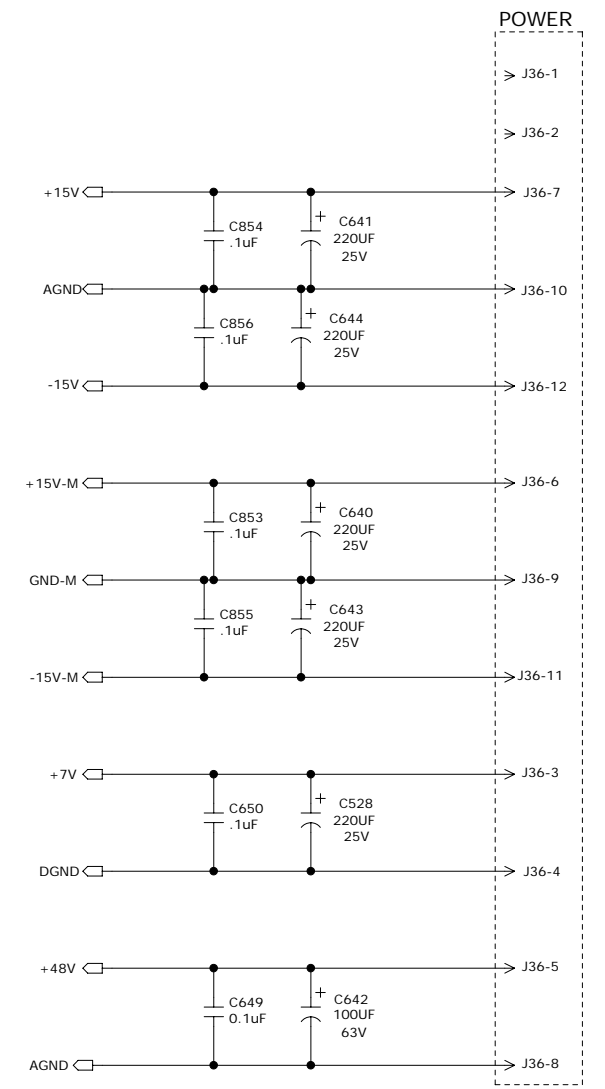 POWER
J36-1
J36-2
+15V
J36-7
C854
.1uF
+
C641
220UF
25V
AGND
J36-10
C856
.1uF
+
C644
220UF
25V
-15V
J36-12
+15V-M
J36-6
C853
.1uF
+
C640
220UF
25V
GND-M
J36-9
C855
.1uF
+
C643
220UF
25V
-15V-M
J36-11
+7V
J36-3
C650
.1uF
+
C528
220UF
25V
DGND
J36-4
+48V
J36-5
C649
0.1uF
+
C642
100UF
63V
AGND
J36-8